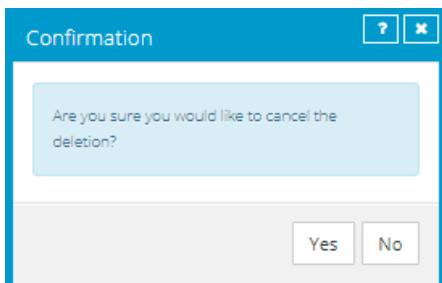 Confirmation
?
Are you sure you would like to cancel the
deletion?
Yes No